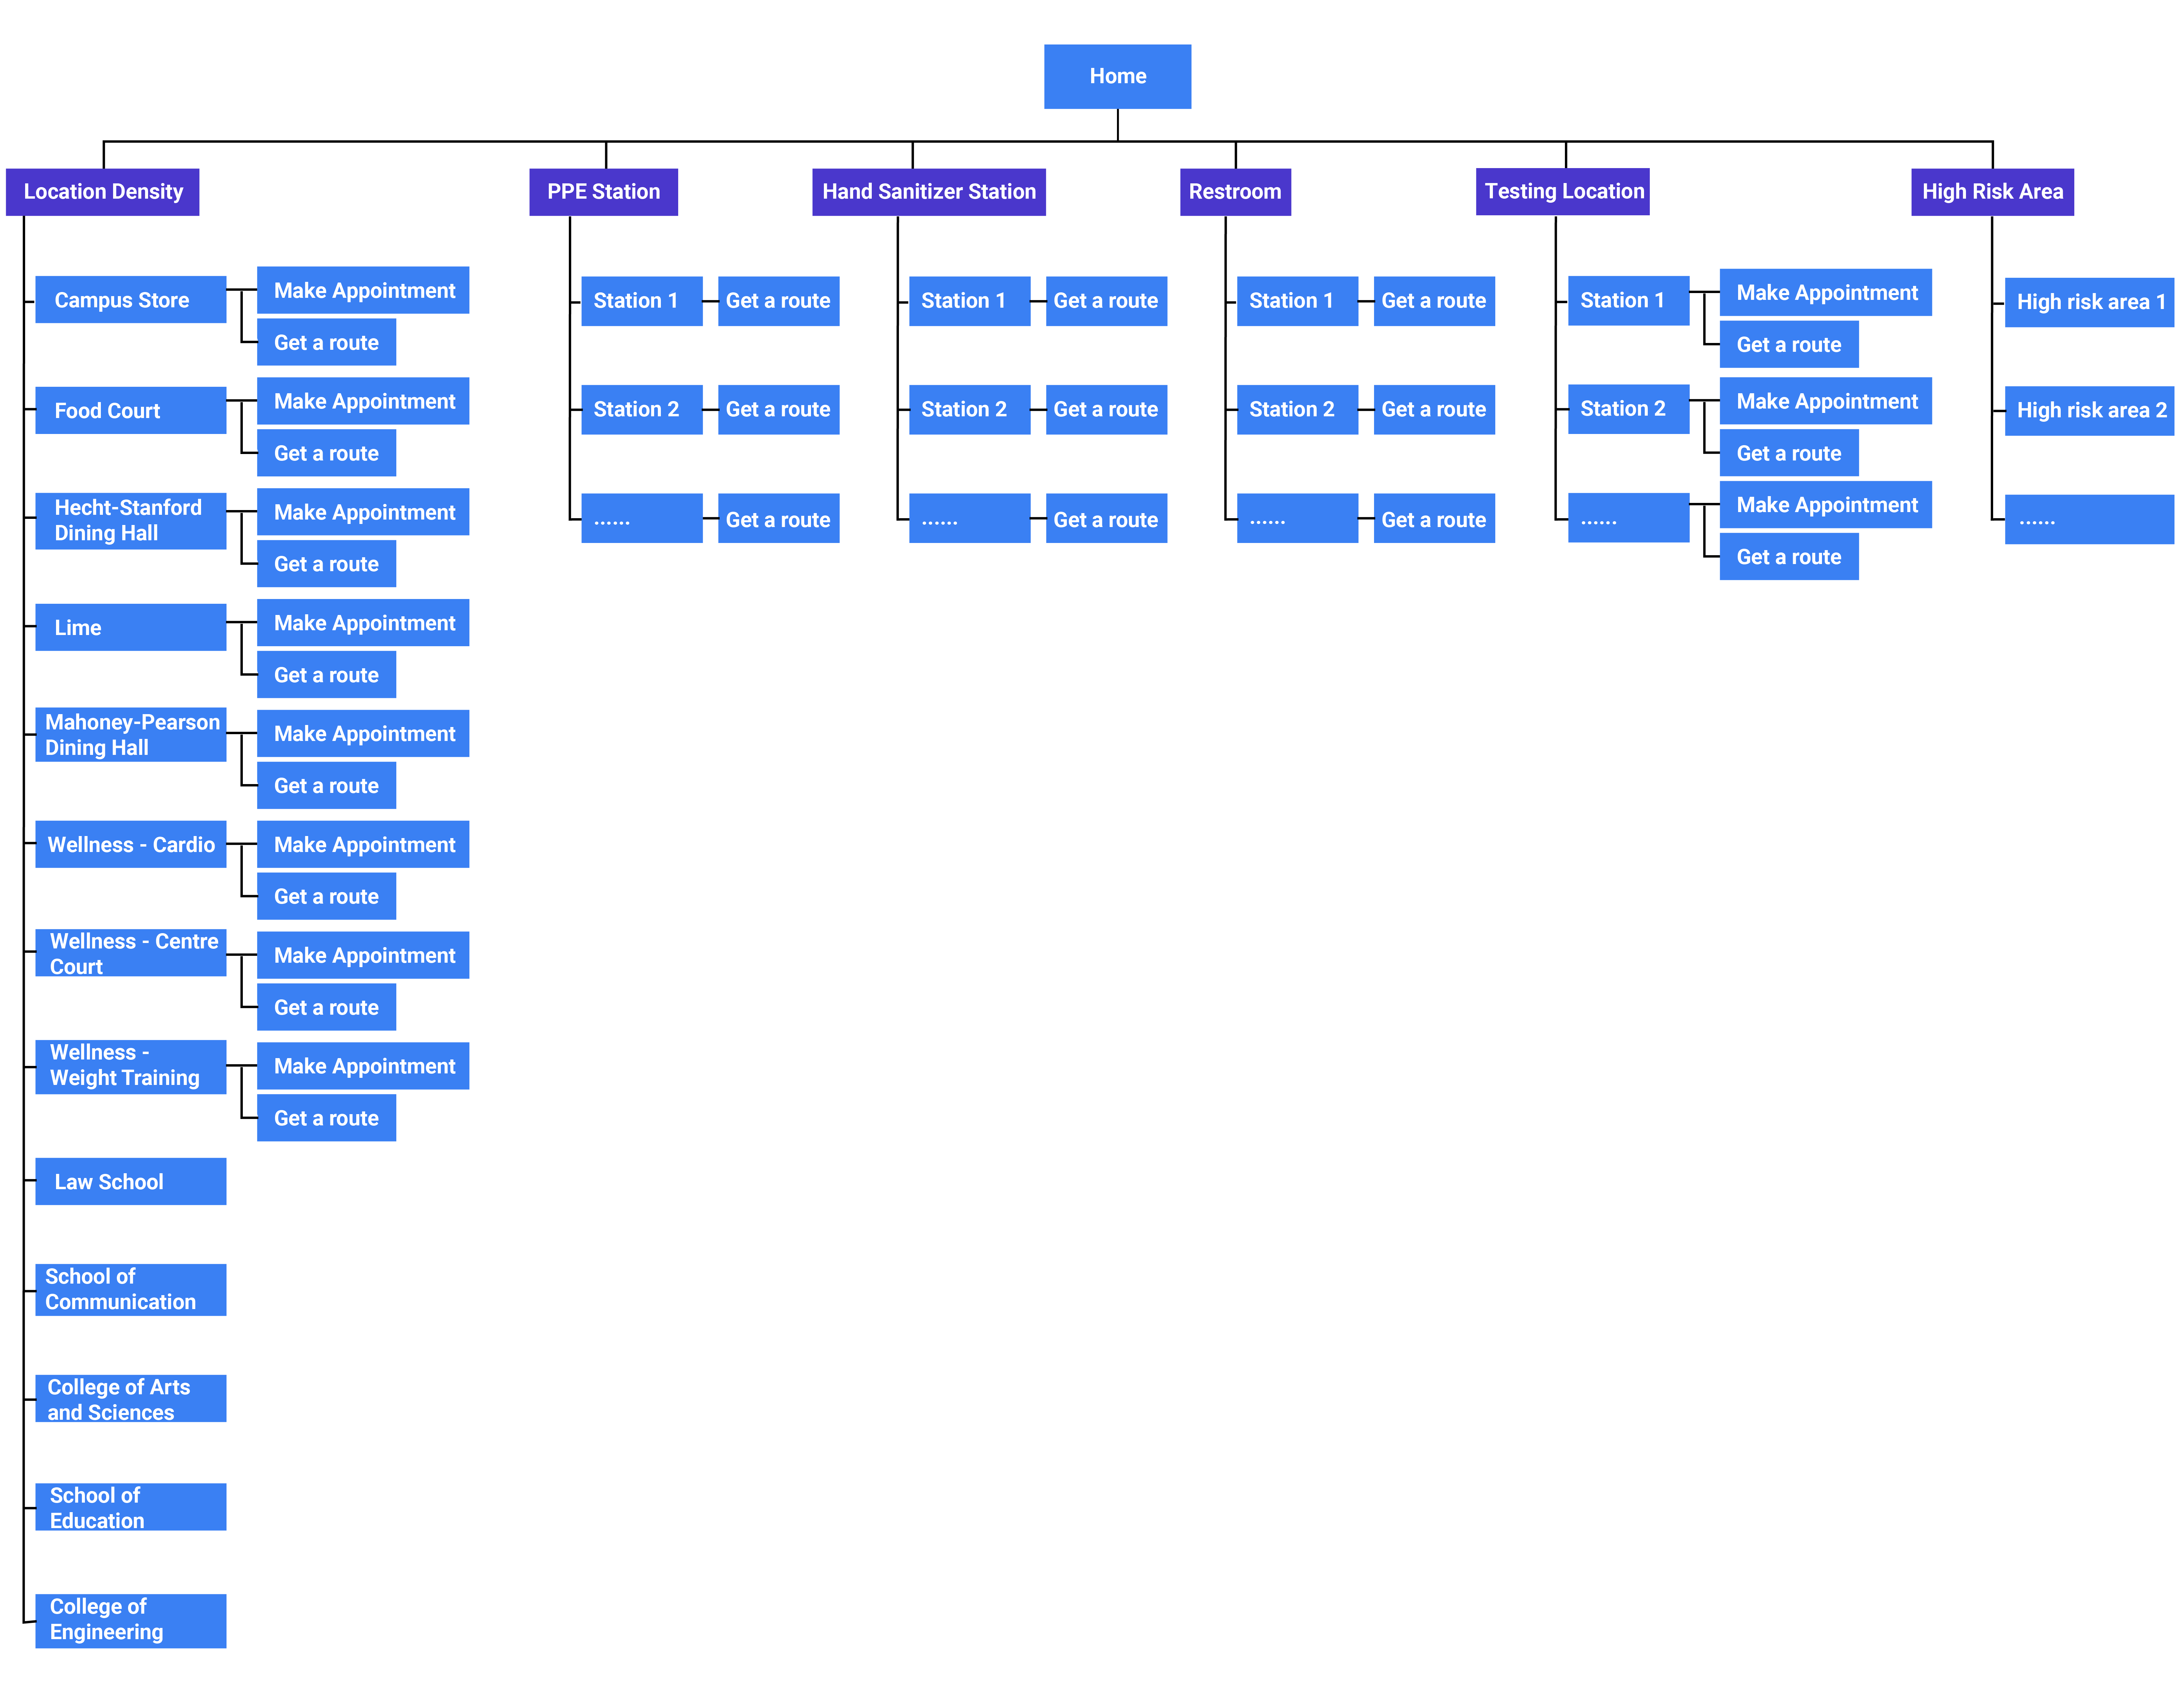 Home
Location Density
PPE Station
Hand Sanitizer Station
Restroom
Testing Location
High Risk Area
Campus Store
Make Appointment
Get a route
Food Court
Make Appointment
Get a route
Hecht-Stanford
Dining Hall
Make Appointment
Get a route
Lime
Make Appointment
Get a route
Mahoney-Pearson
Dining Hall
Make Appointment
Get a route
Wellness - Cardio
Make Appointment
Get a route
Wellness - Centre
Court
Make Appointment
Get a route
Wellness -
Weight Training
Make Appointment
Get a route
Law School
School of
Communication
College of Arts
and Sciences
School of
Education
College of
Engineering
Station 1
Get a route
Station 2
Get a route
......
Get a route
Station 1
Get a route
Station 2
Get a route
......
Get a route
Station 1
Get a route
Station 2
Get a route
......
Get a route
Station 1
Make Appointment
Get a route
Station 2
Make Appointment
Get a route
......
Make Appointment
Get a route
High risk area 1
High risk area 2
......